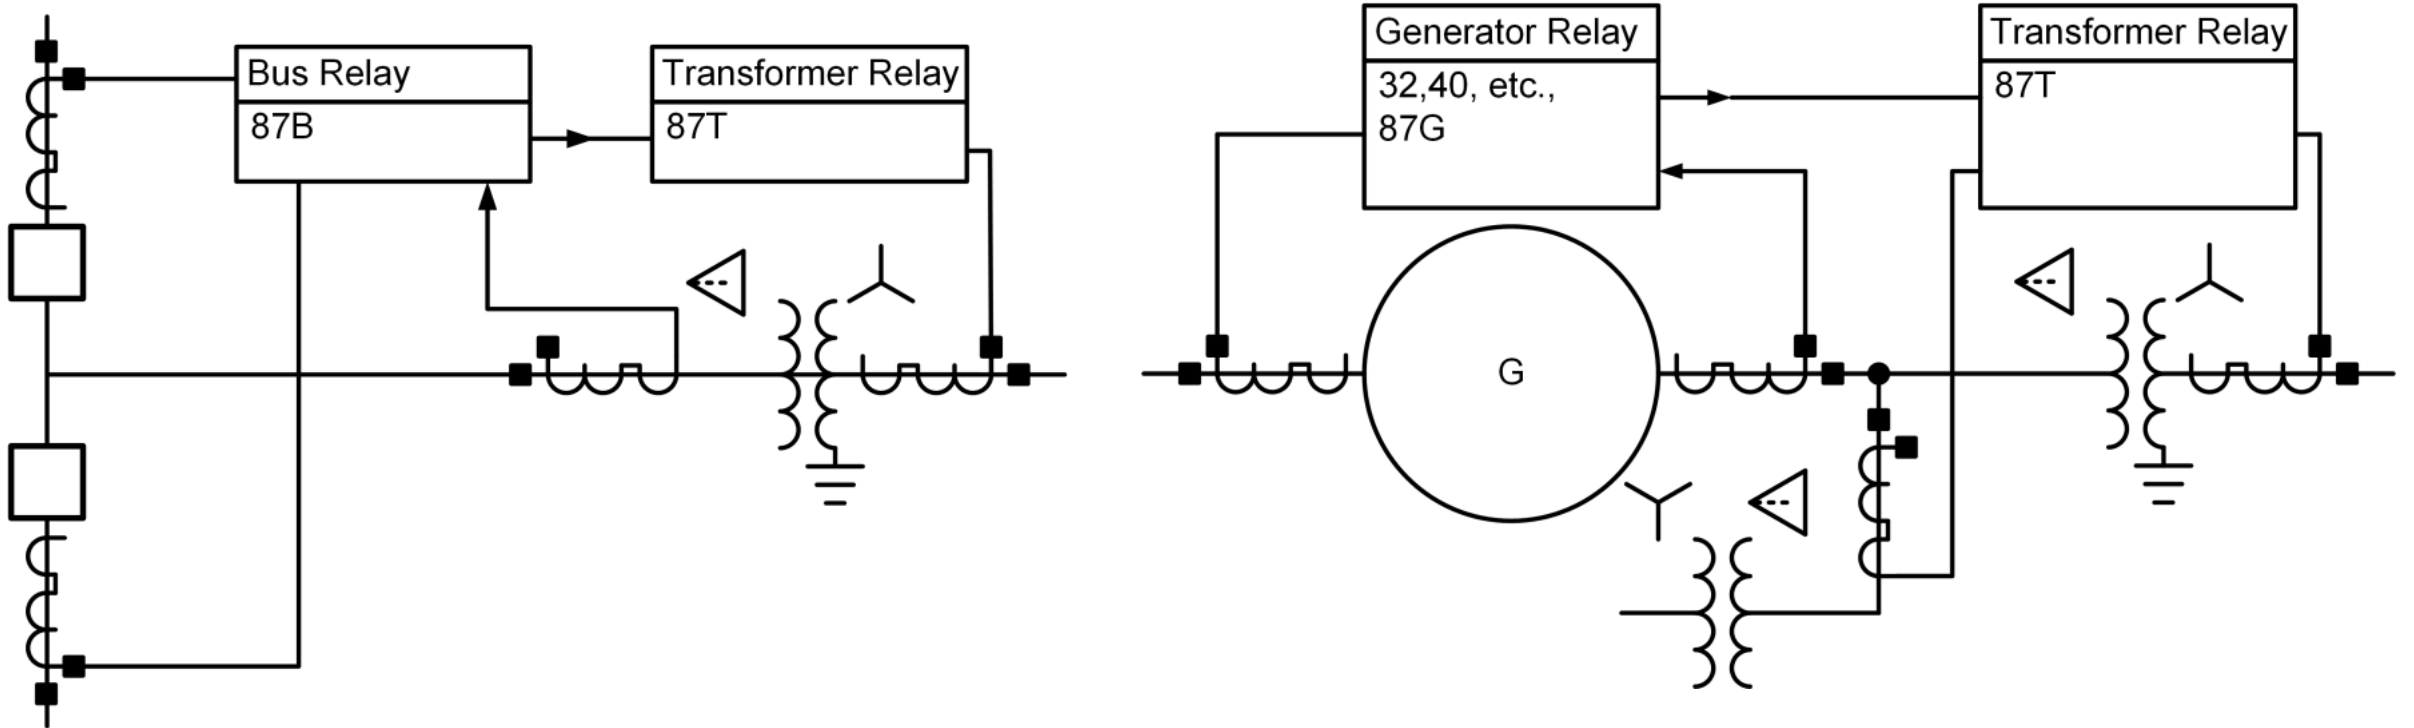 Bus Relay
87B
Transformer Relay
87T
Generator Relay
32,40, etc.,
87G
Transformer Relay
87T
G